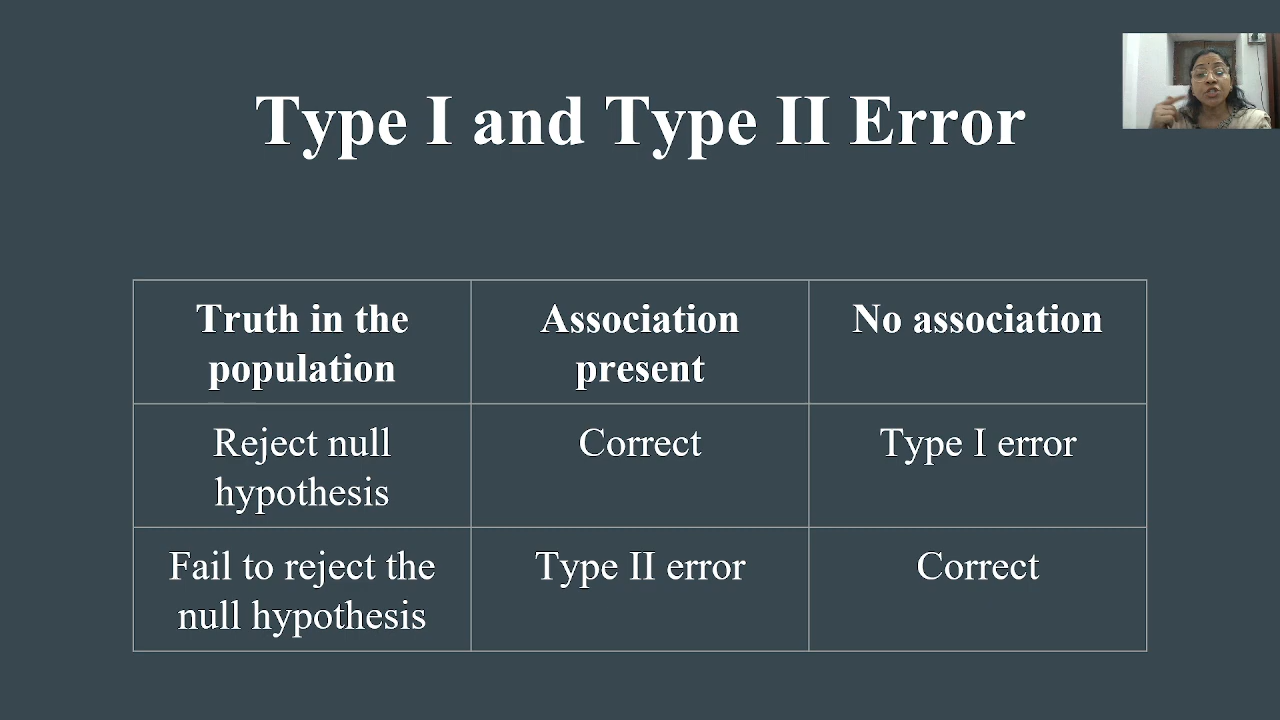 Type I and Type II Error
Truth in the
population
Association
present
No association
Reject null
hypothesis
Correct
Type I error
Fail to reject the
null hypothesis
Type II error
Correct